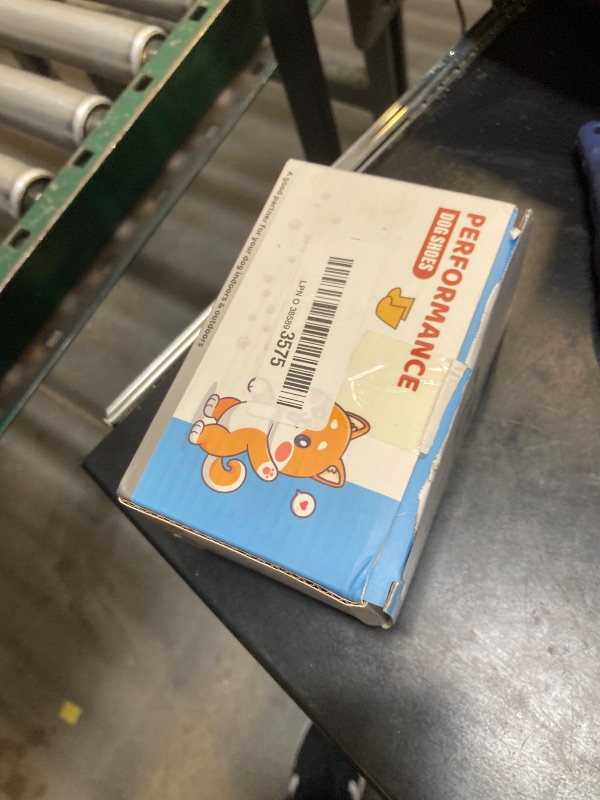 PERFORMANCE
DOG SHOES
LPN O 38589 3575
A good partner for your dog indoors & outdoors